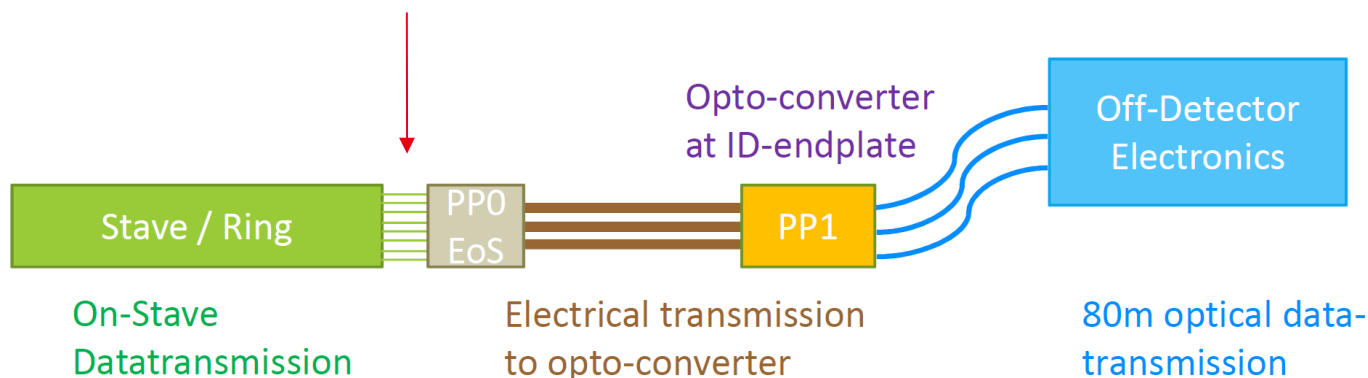 Opto-converter
at ID-endplate
Off-Detector
Electronics
Stave / Ring
PP0
EoS
PP1
On-Stave
Datatransmission
Electrical transmission
to opto-converter
80m optical data-
transmission